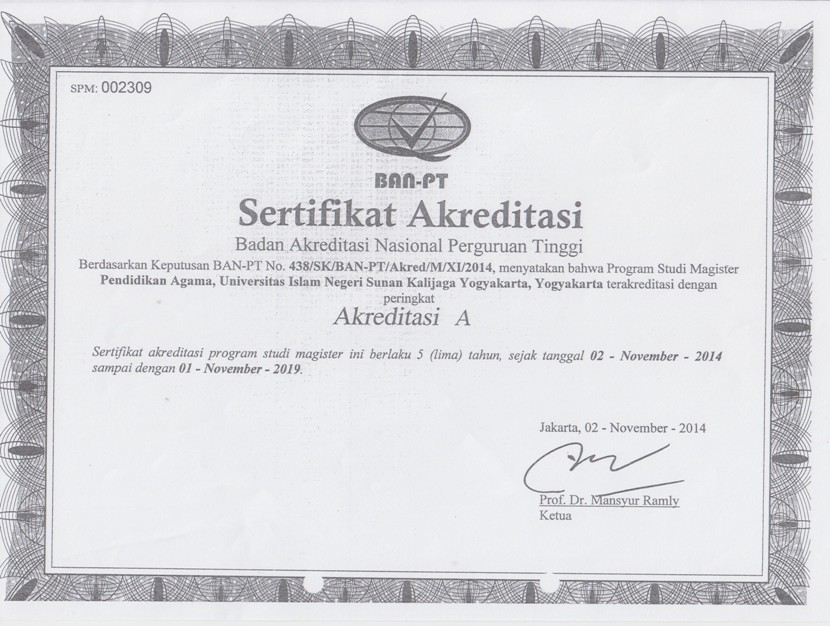 SPM: 002309
BAN-PT
Sertifikat Akreditasi
Badan Akreditasi Nasional Perguruan Tinggi
Berdasarkan Keputusan BAN-PT No. 438/SK/BAN-PT/Akred/M/XI/2014, menyatakan bahwa Program Studi Magister
Pendidikan Agama, Universitas Islam Negeri Sunan Kalijaga Yogyakarta, Yogyakarta terakreditasi dengan
peringkat
Akreditasi A
Sertifikat akreditasi program studi magister ini berlaku 5 (lima) tahun, sejak tanggal 02 - November - 2014
sampai dengan 01 - November - 2019.
Jakarta, 02 - November - 2014
Prof. Dr. Mansyur Ramly
Ketua